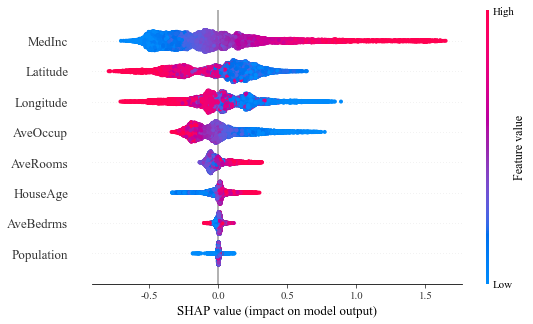 High
MedInc
Latitude
Longitude
AveOccup
AveRooms
HouseAge
AveBedrms
Population
Feature value
Low
-0.5 0.0 0.5 1.0 1.5
SHAP value (impact on model output)